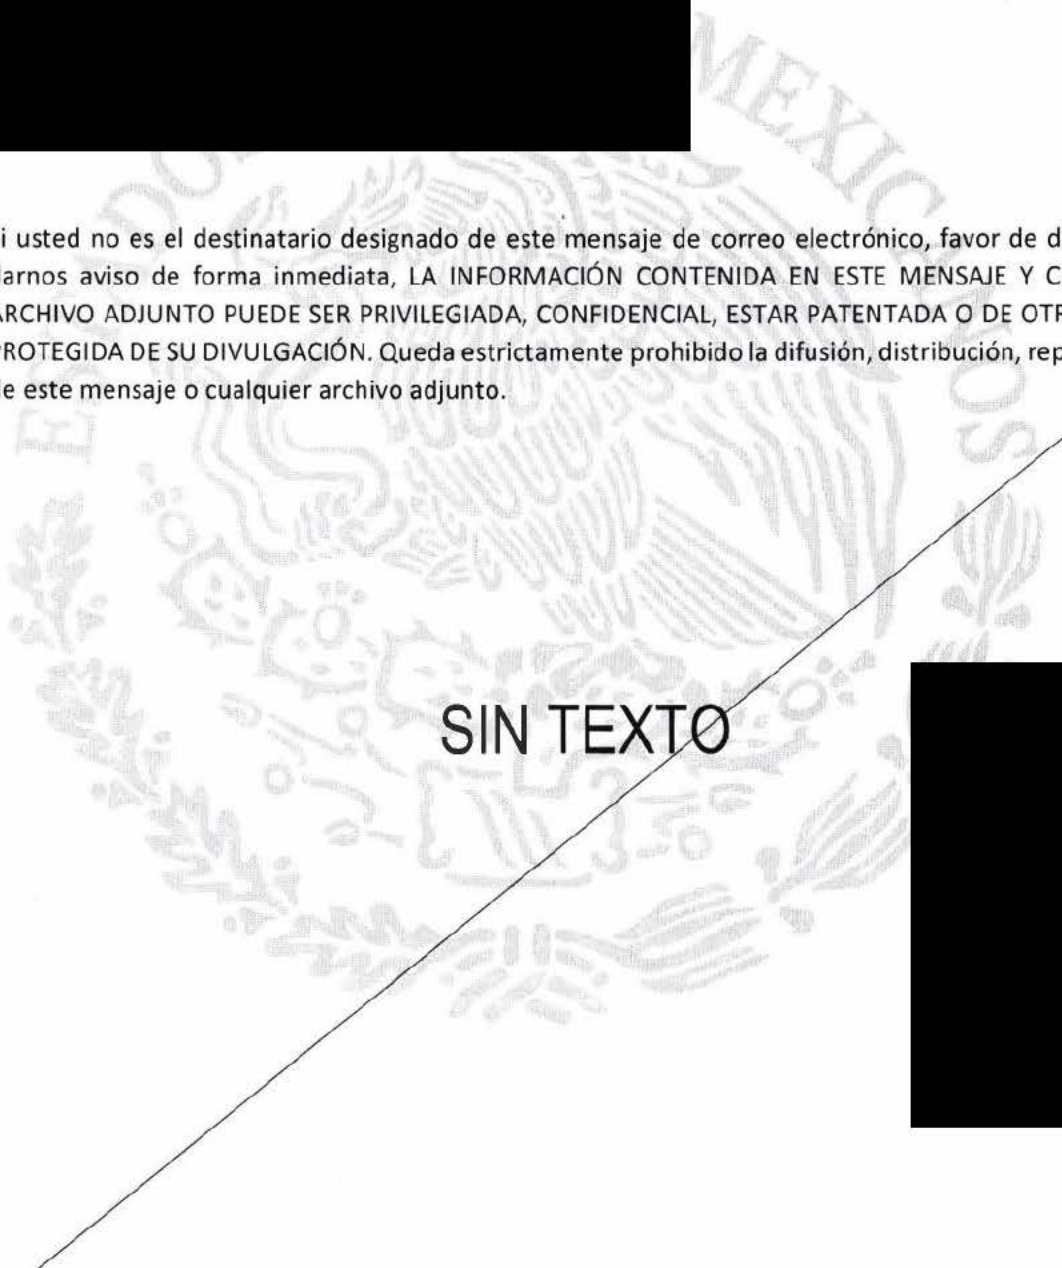 MEXICANOS
i usted no es el destinatario designado de este mensaje de correo electrónico, favor de d
larnos aviso de forma inmediata, LA INFORMACIÓN CONTENIDA EN ESTE MENSAJE Y C
ARCHIVO ADJUNTO PUEDE SER PRIVILEGIADA, CONFIDENCIAL, ESTAR PATENTADA O DE OTR
PROTEGIDA DE SU DIVULGACIÓN. Queda estrictamente prohibido la difusión, distribución, rep
le este mensaje o cualquier archivo adjunto.
SIN TEXTO